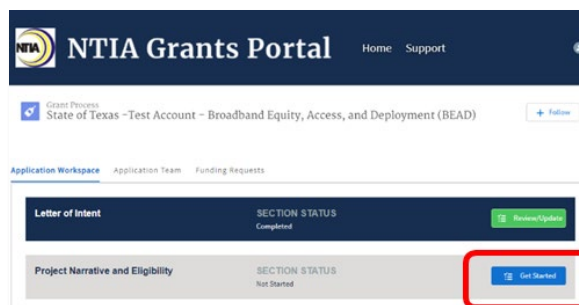 NTIA
NTIA Grants Portal
Home Support
Grant Process
State of Texas -Test Account - Broadband Equity, Access, and Deployment (BEAD)
+ Follow
Application Workspace Application Team Funding Requests
Letter of Intent
SECTION STATUS
Completed
Review/Update
Project Narrative and Eligibility
SECTION STATUS
Not Started
Get Started